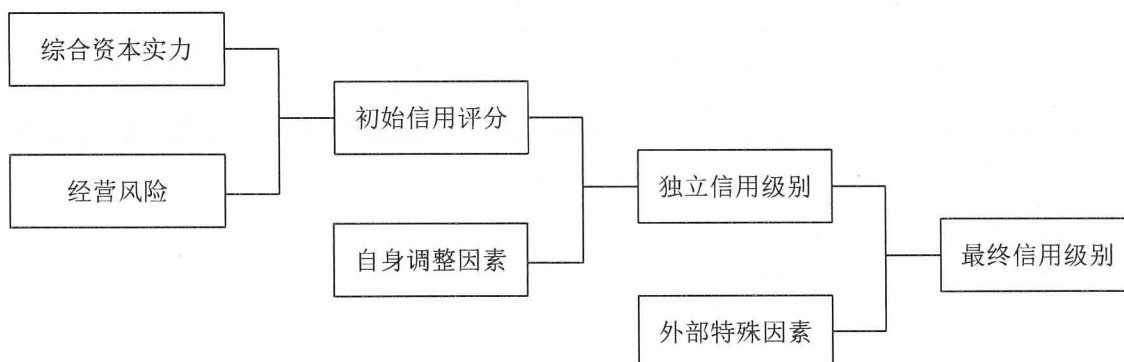 综合资本实力
经营风险
初始信用评分
自身调整因素
独立信用级别
外部特殊因素
最终信用级别